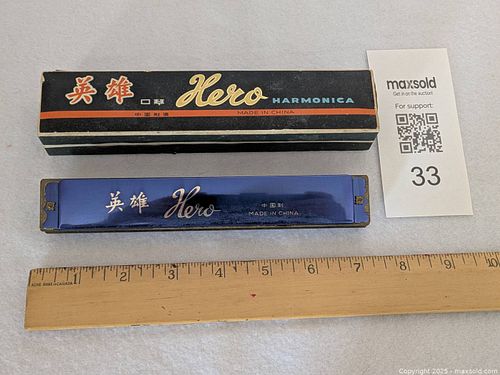 英雄 口琴 Hero HARMONICA
中国制造 MADE IN CHINA
maxsold
Get in on the auction!
For support:
33
英雄 Hero 中国制
MADE IN CHINA
1 2 3 4 5 6 7 8 9 10
Copyright 2025 - maxsold.com